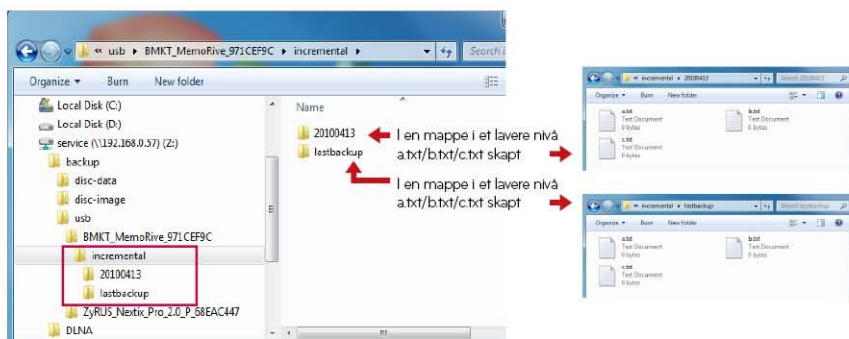 « usb ▸ BMKT_MemoRive_971CEF9C ▸ incremental ▸
Search
Organize ▾ Burn New folder
Local Disk (C:)
Local Disk (D:)
service (\\192.168.0.57) (Z:)
backup
disc-data
disc-image
usb
BMKT_MemoRive_971CEF9C
incremental
20100413
lastbackup
ZyRUS_Nextix_Pro_2.0_P_68EAC447
DLNA
Name
20100413
lastbackup
I en mappe i et lavere nivå
a.txt/b.txt/c.txt skapt
I en mappe i et lavere nivå
a.txt/b.txt/c.txt skapt
« incremental ▸ 20100413
Search 20100413
Organize ▾ Burn New folder
a.txt
Text Document
0 bytes
b.txt
Text Document
0 bytes
c.txt
Text Document
0 bytes
« incremental ▸ lastbackup
Search lastbackup
Organize ▾ Burn New folder
a.txt
Text Document
0 bytes
b.txt
Text Document
0 bytes
c.txt
Text Document
0 bytes